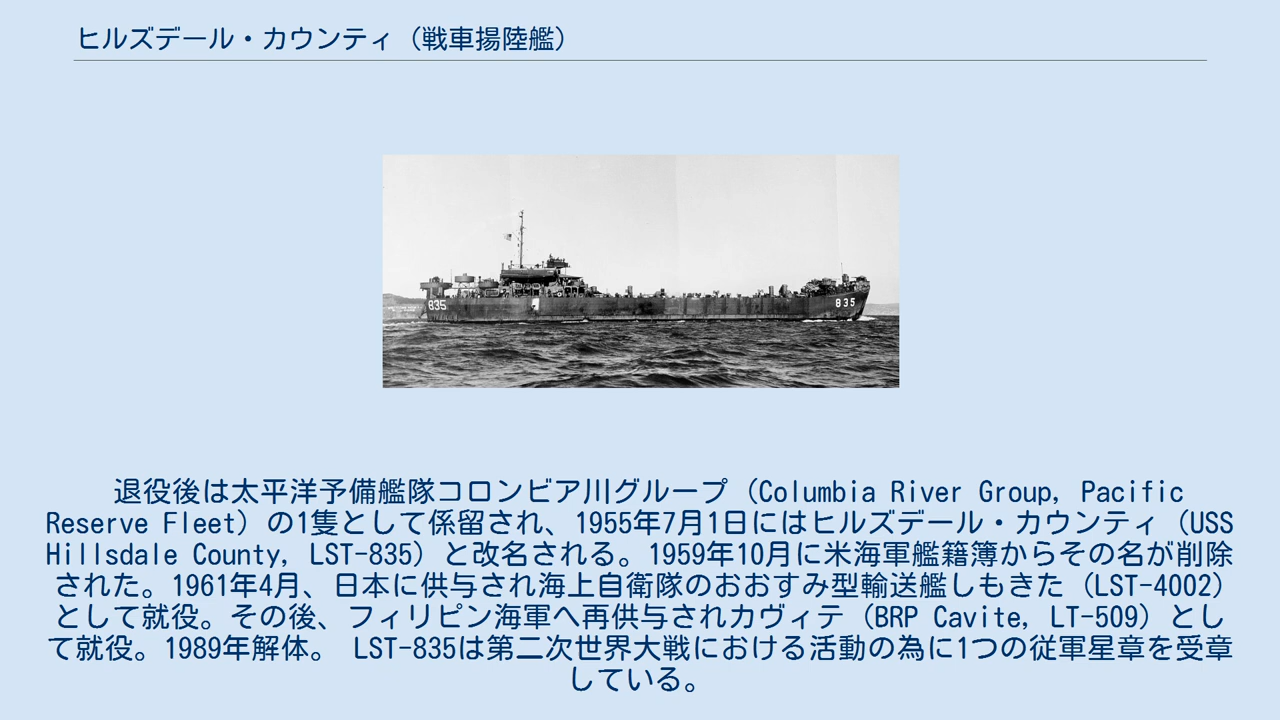 ヒルズデール・カウンティ（戦車揚陸艦）
835
835
退役後は太平洋予備艦隊コロンビア川グループ（Columbia River Group, Pacific
Reserve Fleet）の1隻として係留され、1955年7月1日にはヒルズデール・カウンティ（USS
Hillsdale County, LST-835）と改名される。1959年10月に米海軍艦籍簿からその名が削除
された。1961年4月、日本に供与され海上自衛隊のおおすみ型輸送艦しもきた（LST-4002）
として就役。その後、フィリピン海軍へ再供与されカヴィテ（BRP Cavite, LT-509）とし
て就役。1989年解体。 LST-835は第二次世界大戦における活動の為に1つの従軍星章を受章
している。